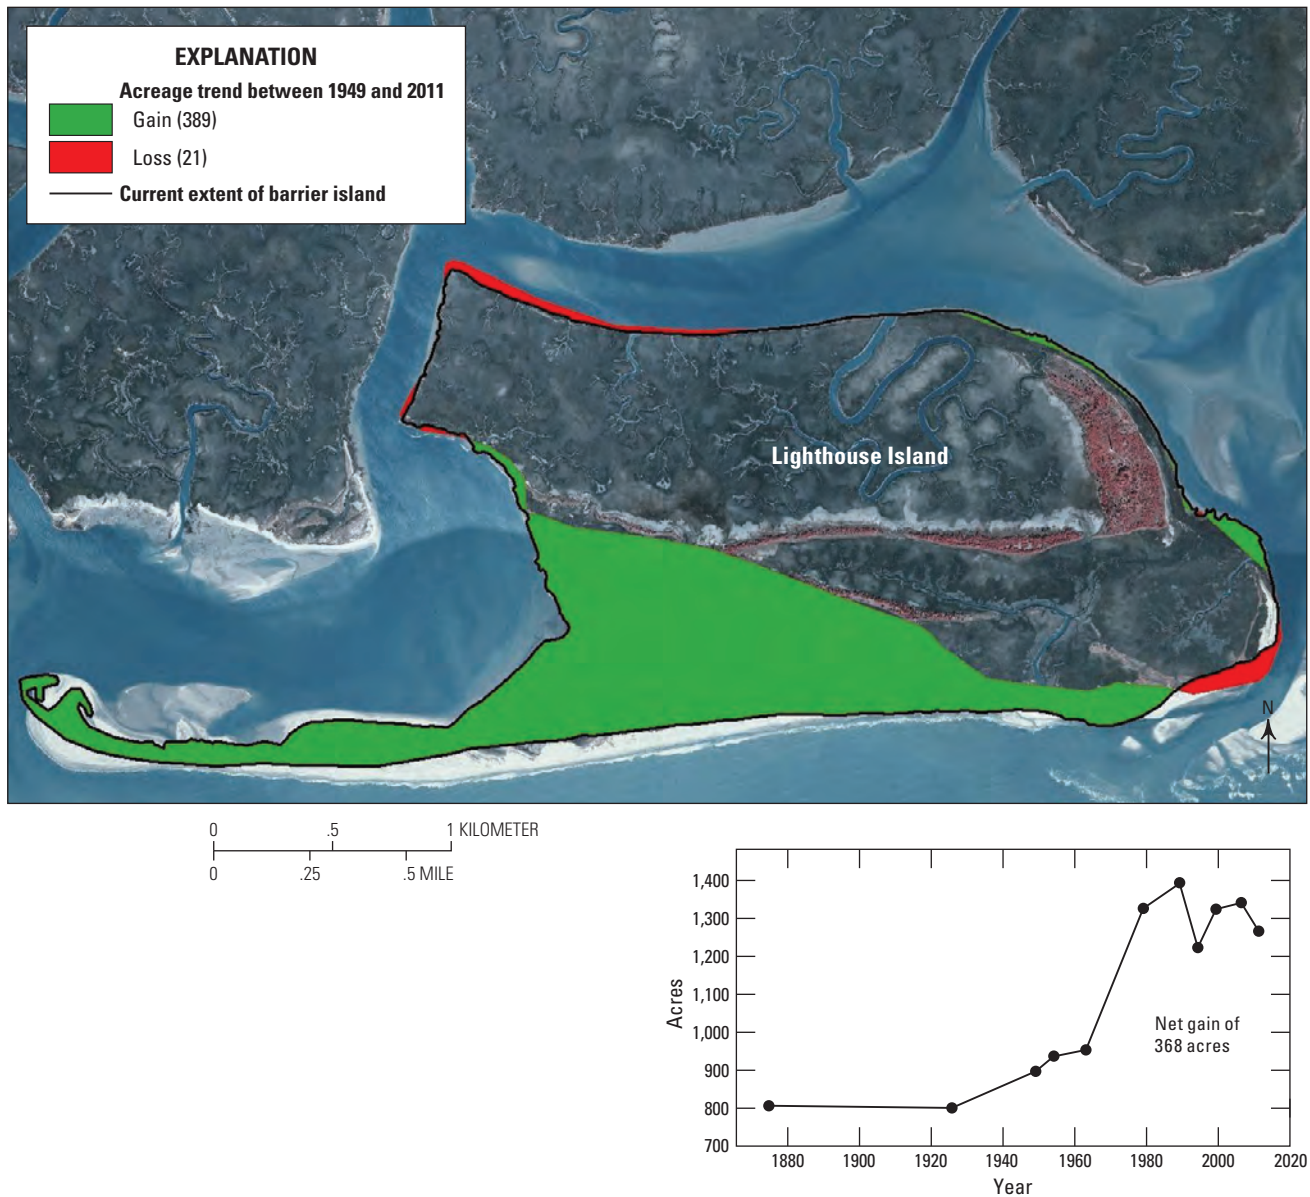 EXPLANATION
Acreage trend between 1949 and 2011
Gain (389)
Loss (21)
Current extent of barrier island
Lighthouse Island
N
0 .5 1 KILOMETER
0 .25 .5 MILE
1,400
1,300
1,200
1,100
1,000
900
800
700
Acres
Net gain of
368 acres
1880 1900 1920 1940 1960 1980 2000 2020
Year